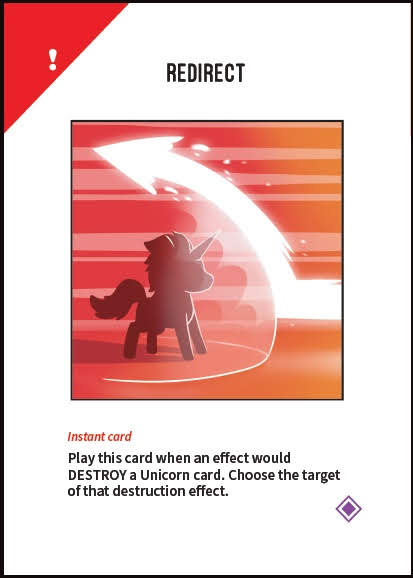 !
REDIRECT
Instant card
Play this card when an effect would
DESTROY a Unicorn card. Choose the target
of that destruction effect.